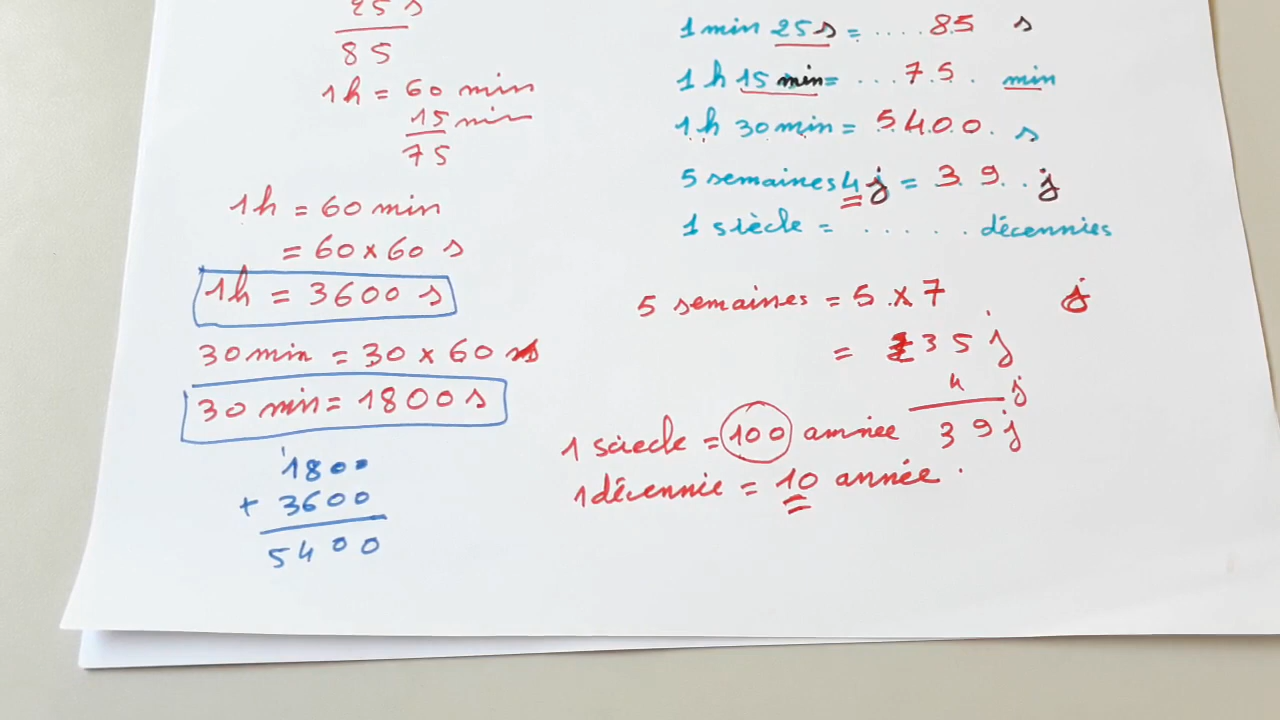 25 s
85
1h = 60 min
15 min
75
1h = 60 min
= 60 x 60 s
1h = 3600 s
30 min = 30 x 60 s
30 min = 1800 s
1
1800
+ 3600
5400
1 min 25 s = .... 85 s
1 h 15 min = ... 75. min
1 h 30 min = 5400. s
5 semaines 4 j = 39.. j
1 siècle = ..... décennies
5 semaines = 5 x 7 j
= 35 j
4 j
39 j
1 sciecle = 100 année
1 décennie = 10 année.